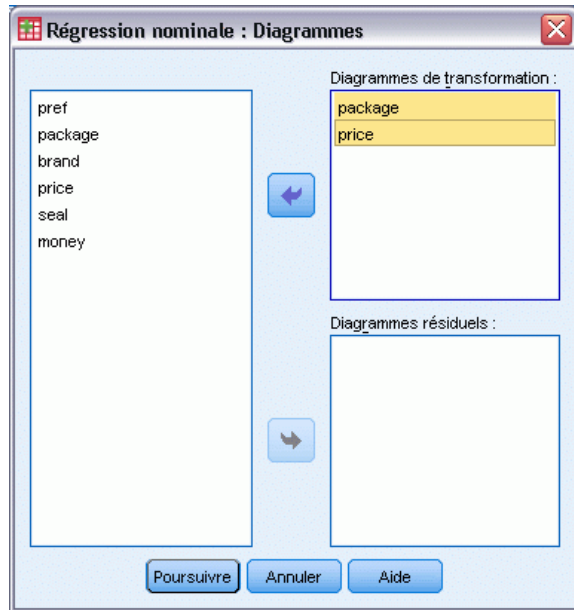 Régression nominale : Diagrammes
pref
package
brand
price
seal
money
Diagrammes de transformation :
package
price
Diagrammes résiduels :
Poursuivre
Annuler
Aide